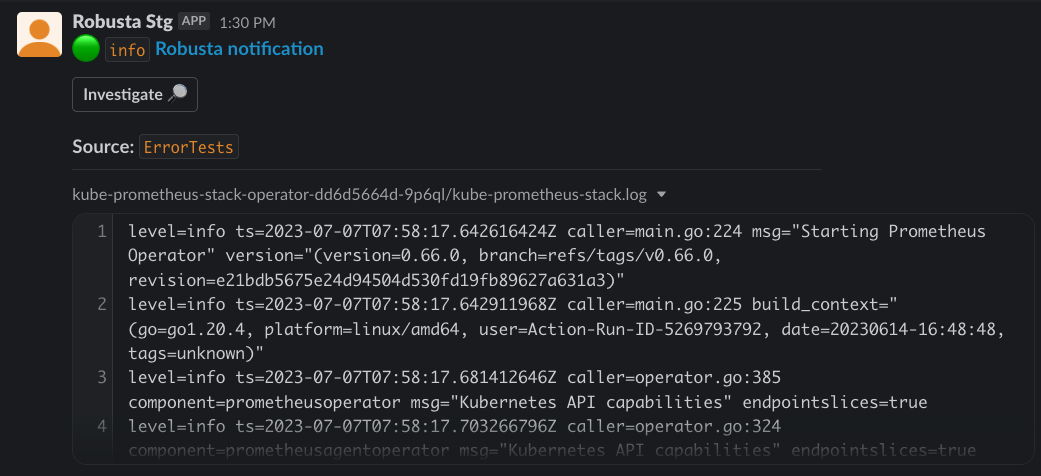 Robusta Stg APP 1:30 PM
info Robusta notification
Investigate
Source: ErrorTests
kube-prometheus-stack-operator-dd6d5664d-9p6ql/kube-prometheus-stack.log
1 level=info ts=2023-07-07T07:58:17.642616424Z caller=main.go:224 msg="Starting Prometheus
Operator" version="(version=0.66.0, branch=refs/tags/v0.66.0,
revision=e21bdb5675e24d94504d530fd19fb89627a631a3)"
2 level=info ts=2023-07-07T07:58:17.642911968Z caller=main.go:225 build_context="
(go=go1.20.4, platform=linux/amd64, user=Action-Run-ID-5269793792, date=20230614-16:48:48,
tags=unknown)"
3 level=info ts=2023-07-07T07:58:17.681412646Z caller=operator.go:385
component=prometheusoperator msg="Kubernetes API capabilities" endpointslices=true
4 level=info ts=2023-07-07T07:58:17.703266796Z caller=operator.go:324
component=prometheusagentoperator msg="Kubernetes API capabilities" endpointslices=true